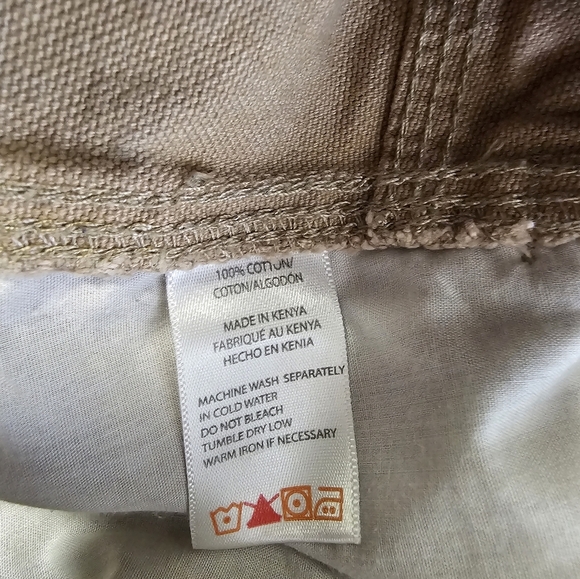 100% COTTON/
COTON/ALGODÓN
MADE IN KENYA
FABRIQUÉ AU KENYA
HECHO EN KENIA
MACHINE WASH SEPARATELY
IN COLD WATER
DO NOT BLEACH
TUMBLE DRY LOW
WARM IRON IF NECESSARY